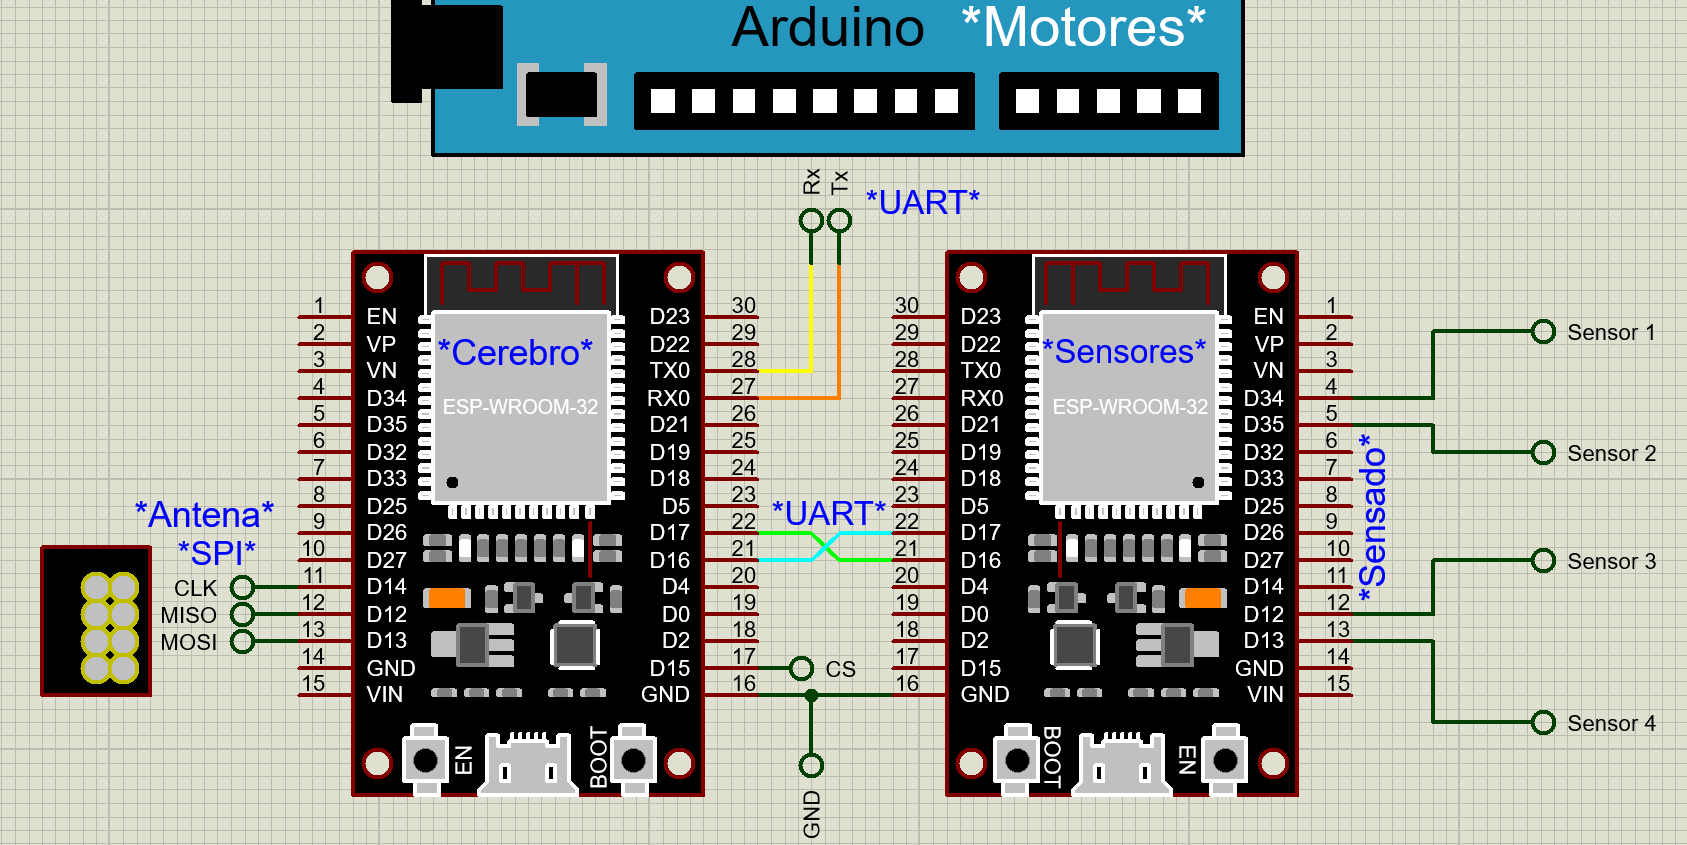 Arduino *Motores*
Rx
Tx
*UART*
*Cerebro*
ESP-WROOM-32
1 EN
2 VP
3 VN
4 D34
5 D35
6 D32
7 D33
8 D25
9 D26
10 D27
11 D14
12 D12
13 D13
14 GND
15 VIN
D23 30
D22 29
TX0 28
RX0 27
D21 26
D19 25
D18 24
D5 23
D17 22
D16 21
D4 20
D0 19
D2 18
D15 17
GND 16
EN
BOOT
*Antena*
*SPI*
CLK
MISO
MOSI
*UART*
CS
GND
*Sensores*
ESP-WROOM-32
30 D23
29 D22
28 TX0
27 RX0
26 D21
25 D19
24 D18
23 D5
22 D17
21 D16
20 D4
19 D0
18 D2
17 D15
16 GND
EN 1
VP 2
VN 3
D34 4
D35 5
D32 6
D33 7
D25 8
D26 9
D27 10
D14 11
D12 12
D13 13
GND 14
VIN 15
BOOT
EN
*Sensado*
Sensor 1
Sensor 2
Sensor 3
Sensor 4